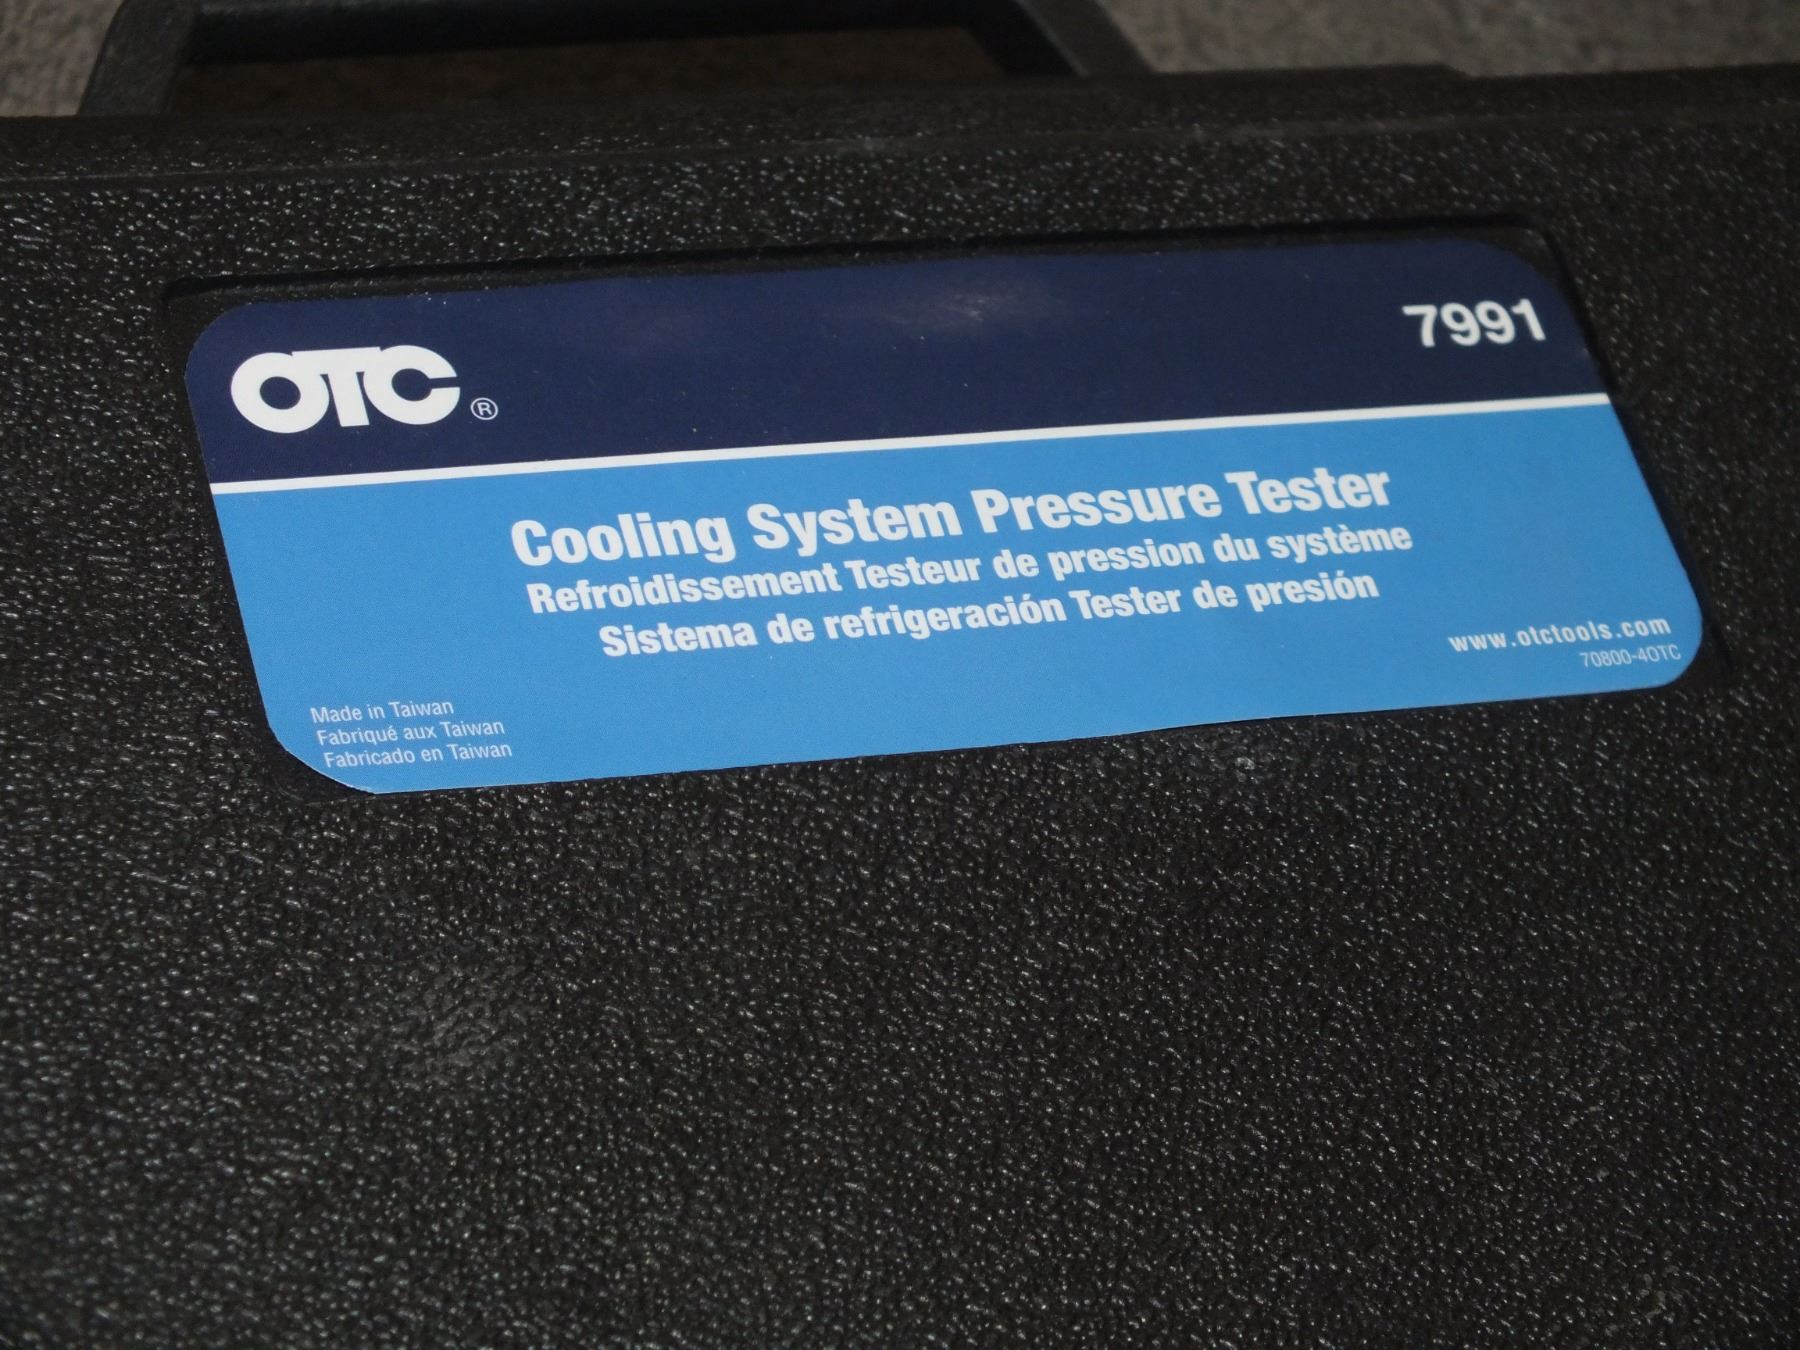 OTC®
7991
Cooling System Pressure Tester
Refroidissement Testeur de pression du système
Sistema de refrigeración Tester de presión
www.otctools.com
70800-4OTC
Made in Taiwan
Fabriqué aux Taiwan
Fabricado en Taiwan